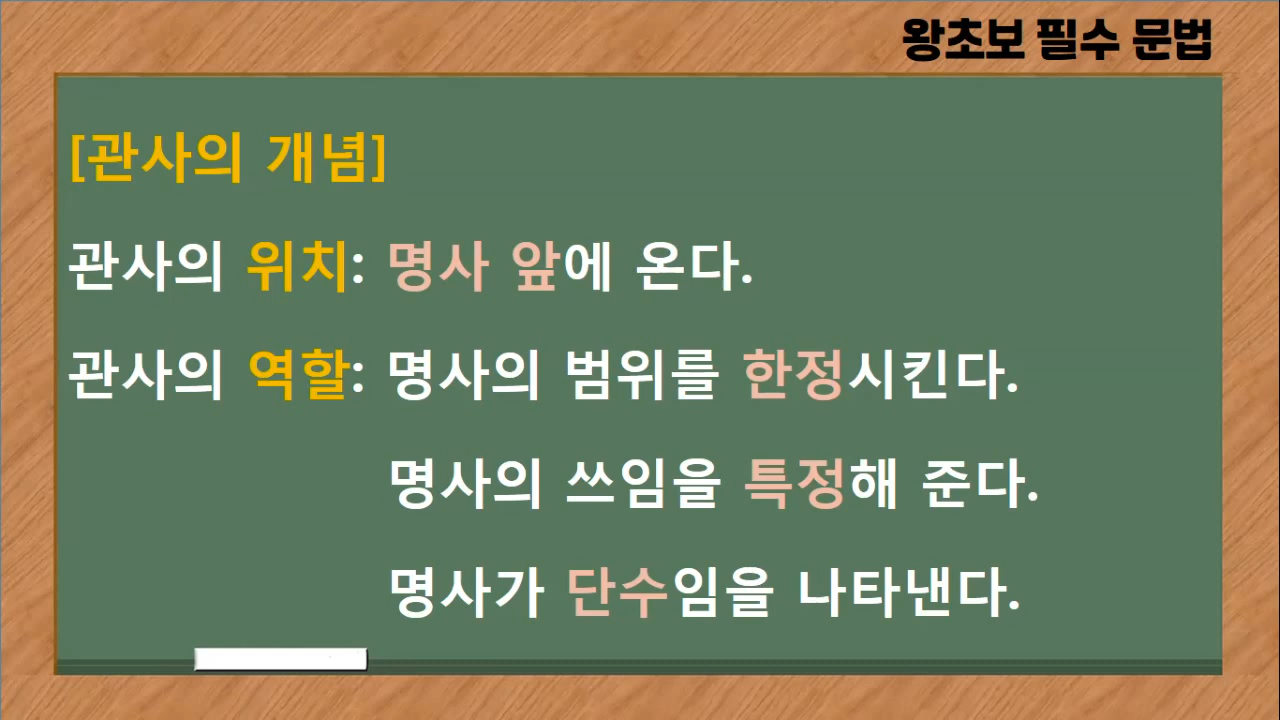 왕초보 필수 문법
[관사의 개념]
관사의 위치: 명사 앞에 온다.
관사의 역할: 명사의 범위를 한정시킨다.
명사의 쓰임을 특정해 준다.
명사가 단수임을 나타낸다.